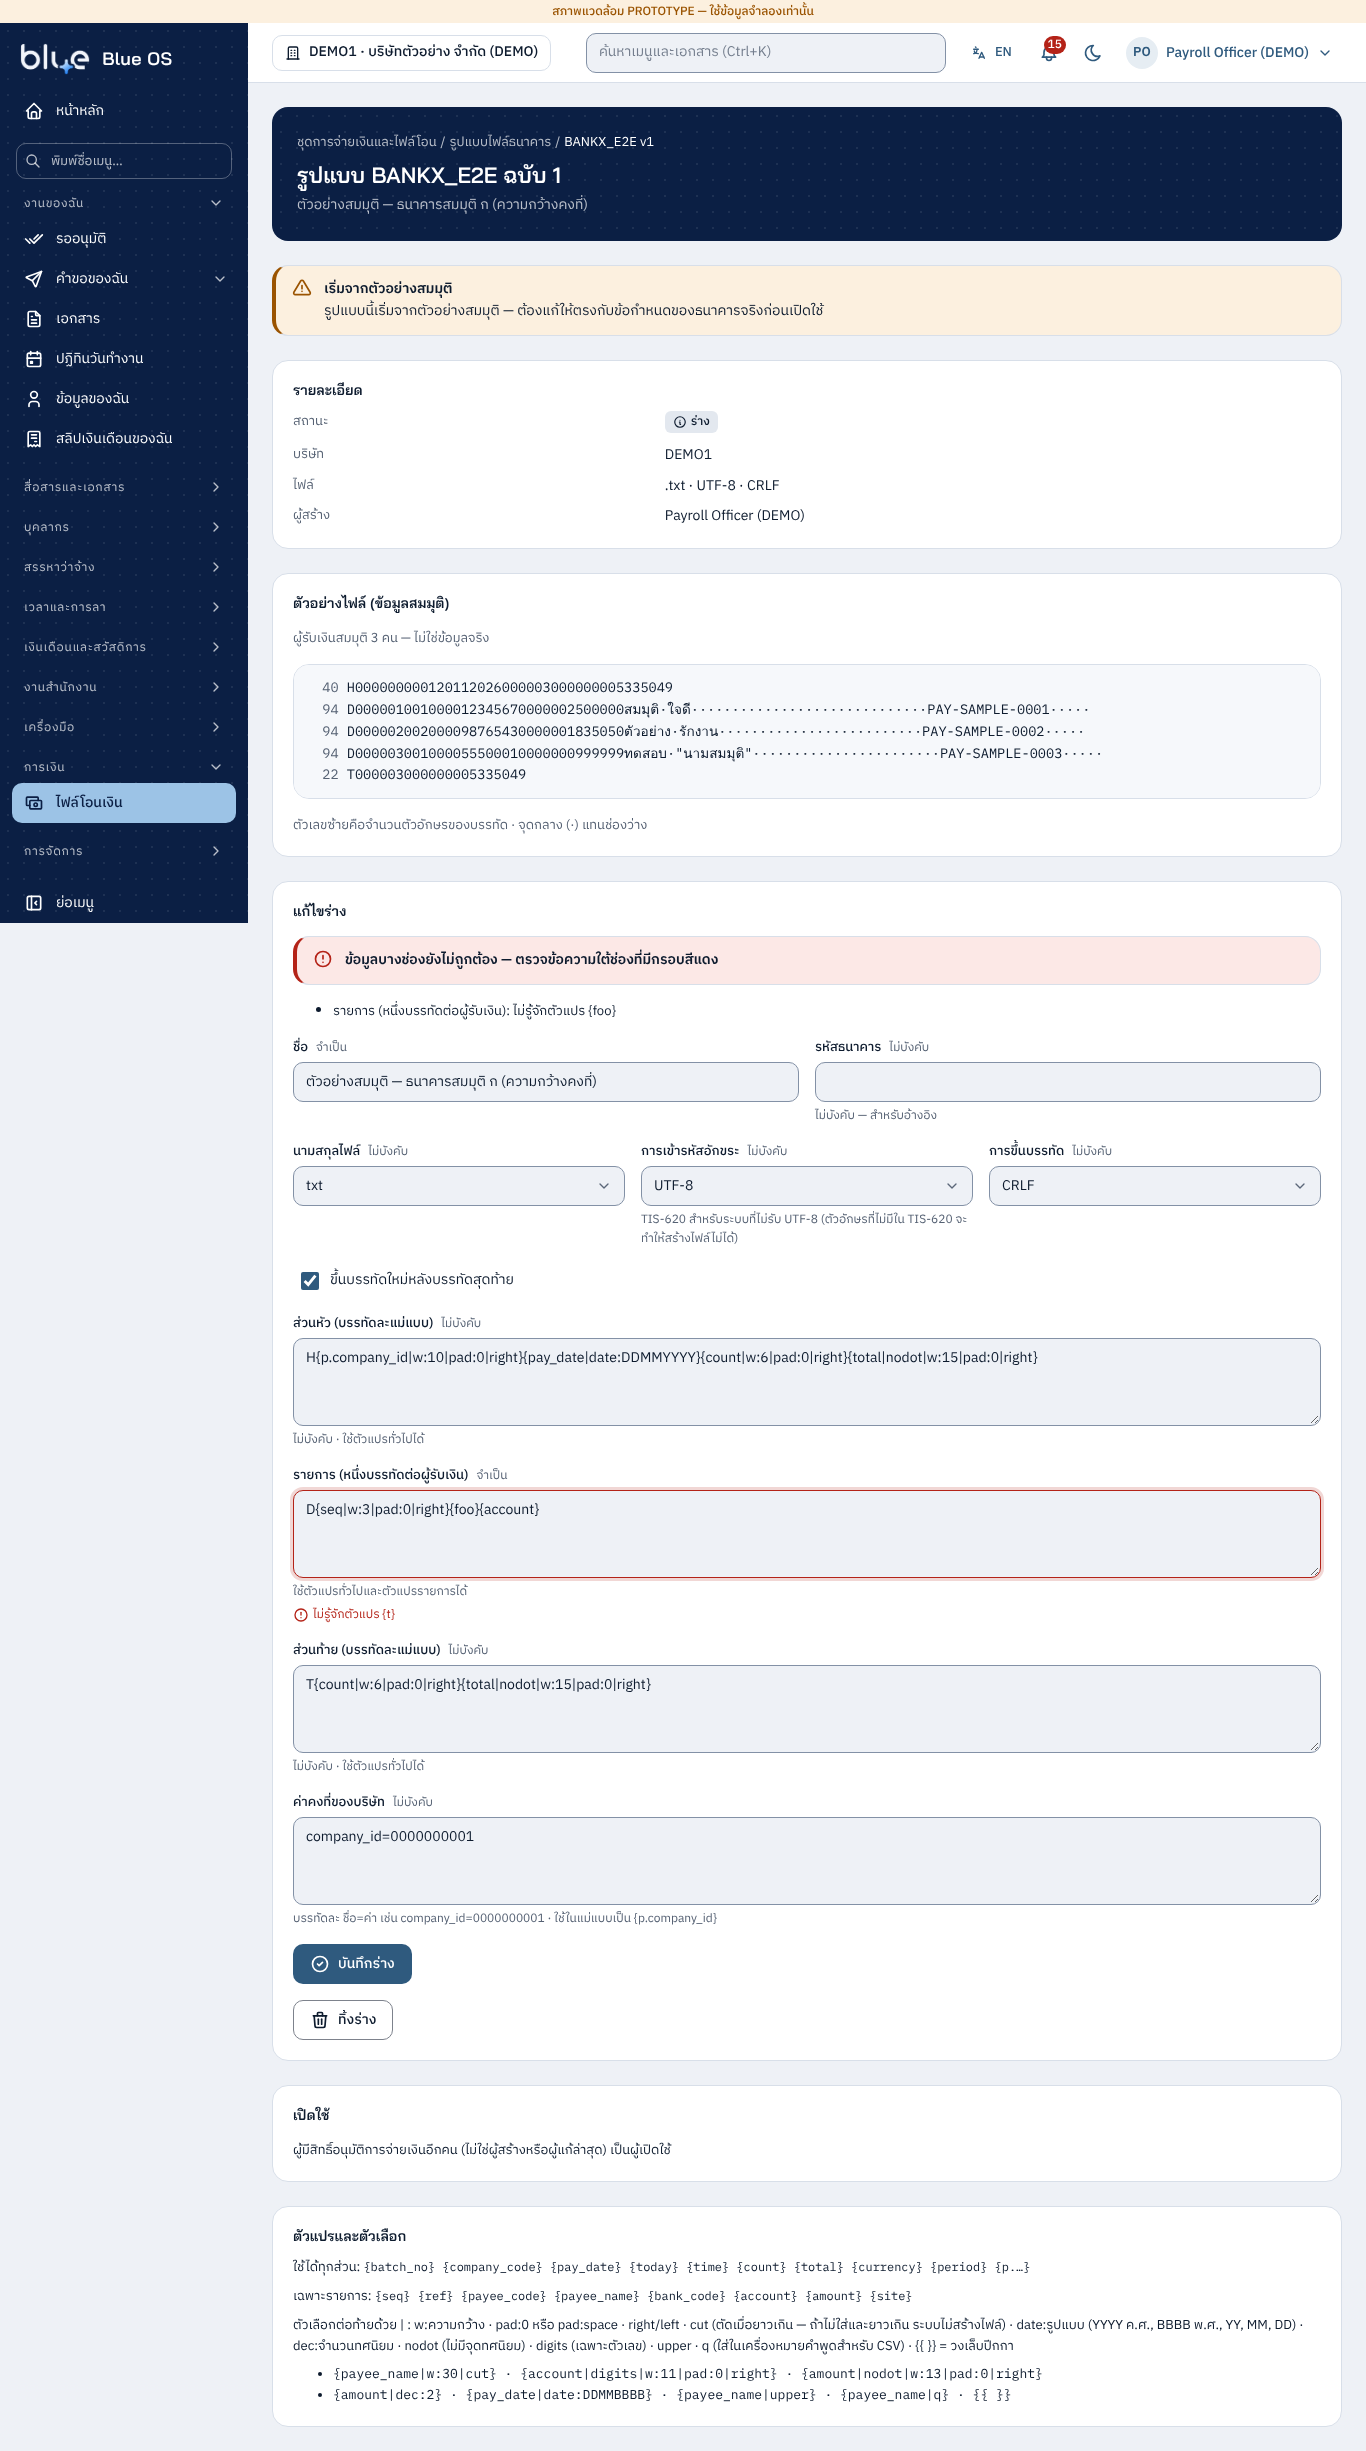 สภาพแวดล้อม PROTOTYPE — ใช้ข้อมูลจำลองเท่านั้น
blue Blue OS
DEMO1 · บริษัทตัวอย่าง จำกัด (DEMO)
ค้นหาเมนูและเอกสาร (Ctrl+K)
EN
15
PO Payroll Officer (DEMO)
หน้าหลัก
พิมพ์ชื่อเมนู...
งานของฉัน
รออนุมัติ
คำขอของฉัน
เอกสาร
ปฏิทินวันทำงาน
ข้อมูลของฉัน
สลิปเงินเดือนของฉัน
สื่อสารและเอกสาร
บุคลากร
สรรหาว่าจ้าง
เวลาและการลา
เงินเดือนและสวัสดิการ
งานสำนักงาน
เครื่องมือ
การเงิน
ไฟล์โอนเงิน
การจัดการ
ย่อเมนู
ชุดการจ่ายเงินและไฟล์โอน / รูปแบบไฟล์ธนาคาร / BANKX_E2E v1
รูปแบบ BANKX_E2E ฉบับ 1
ตัวอย่างสมมุติ — ธนาคารสมมุติ ก (ความกว้างคงที่)
เริ่มจากตัวอย่างสมมุติ
รูปแบบนี้เริ่มจากตัวอย่างสมมุติ — ต้องแก้ให้ตรงกับข้อกำหนดของธนาคารจริงก่อนเปิดใช้
รายละเอียด
สถานะ ร่าง
บริษัท DEMO1
ไฟล์ .txt · UTF-8 · CRLF
ผู้สร้าง Payroll Officer (DEMO)
ตัวอย่างไฟล์ (ข้อมูลสมมุติ)
ผู้รับเงินสมมุติ 3 คน — ไม่ใช่ข้อมูลจริง
40 H0000000001201120260000030000000005335049
94 D0000010010000123456700000025000​00สมมุติ·ใจดี·····························PAY-SAMPLE-0001·····
94 D000002002000098765430000001835050ตัวอย่าง·รักงาน·························PAY-SAMPLE-0002·····
94 D000003001000055500010000000999999ทดสอบ·"นามสมมุติ"·······················PAY-SAMPLE-0003·····
22 T000003000000005335049
ตัวเลขซ้ายคือจำนวนตัวอักษรของบรรทัด · จุดกลาง (·) แทนช่องว่าง
แก้ไขร่าง
ข้อมูลบางช่องยังไม่ถูกต้อง — ตรวจข้อความใต้ช่องที่มีกรอบสีแดง
• รายการ (หนึ่งบรรทัดต่อผู้รับเงิน): ไม่รู้จักตัวแปร {foo}
ชื่อ จำเป็น
ตัวอย่างสมมุติ — ธนาคารสมมุติ ก (ความกว้างคงที่)
รหัสธนาคาร ไม่บังคับ
ไม่บังคับ — สำหรับอ้างอิง
นามสกุลไฟล์ ไม่บังคับ
txt
การเข้ารหัสอักขระ ไม่บังคับ
UTF-8
TIS-620 สำหรับระบบที่ไม่รับ UTF-8 (ตัวอักษรที่ไม่มีใน TIS-620 จะ
ทำให้สร้างไฟล์ไม่ได้)
การขึ้นบรรทัด ไม่บังคับ
CRLF
ขึ้นบรรทัดใหม่หลังบรรทัดสุดท้าย
ส่วนหัว (บรรทัดละแม่แบบ) ไม่บังคับ
H{p.company_id|w:10|pad:0|right}{pay_date|date:DDMMYYYY}{count|w:6|pad:0|right}{total|nodot|w:15|pad:0|right}
ไม่บังคับ · ใช้ตัวแปรทั่วไปได้
รายการ (หนึ่งบรรทัดต่อผู้รับเงิน) จำเป็น
D{seq|w:3|pad:0|right}{foo}{account}
ใช้ตัวแปรทั่วไปและตัวแปรรายการได้
ไม่รู้จักตัวแปร {t}
ส่วนท้าย (บรรทัดละแม่แบบ) ไม่บังคับ
T{count|w:6|pad:0|right}{total|nodot|w:15|pad:0|right}
ไม่บังคับ · ใช้ตัวแปรทั่วไปได้
ค่าคงที่ของบริษัท ไม่บังคับ
company_id=0000000001
บรรทัดละ ชื่อ=ค่า เช่น company_id=0000000001 · ใช้ในแม่แบบเป็น {p.company_id}
บันทึกร่าง
ทิ้งร่าง
เปิดใช้
ผู้มีสิทธิ์อนุมัติการจ่ายเงินอีกคน (ไม่ใช่ผู้สร้างหรือผู้แก้ล่าสุด) เป็นผู้เปิดใช้
ตัวแปรและตัวเลือก
ใช้ได้ทุกส่วน: {batch_no} {company_code} {pay_date} {today} {time} {count} {total} {currency} {period} {p.…}
เฉพาะรายการ: {seq} {ref} {payee_code} {payee_name} {bank_code} {account} {amount} {site}
ตัวเลือกต่อท้ายด้วย | : w:ความกว้าง · pad:0 หรือ pad:space · right/left · cut (ตัดเมื่อยาวเกิน — ถ้าไม่ใส่และยาวเกิน ระบบไม่สร้างไฟล์) · date:รูปแบบ (YYYY ค.ศ., BBBB พ.ศ., YY, MM, DD) ·
dec:จำนวนทศนิยม · nodot (ไม่มีจุดทศนิยม) · digits (เฉพาะตัวเลข) · upper · q (ใส่ในเครื่องหมายคำพูดสำหรับ CSV) · {{ }} = วงเล็บปีกกา
• {payee_name|w:30|cut} · {account|digits|w:11|pad:0|right} · {amount|nodot|w:13|pad:0|right}
• {amount|dec:2} · {pay_date|date:DDMMBBBB} · {payee_name|upper} · {payee_name|q} · {{ }}